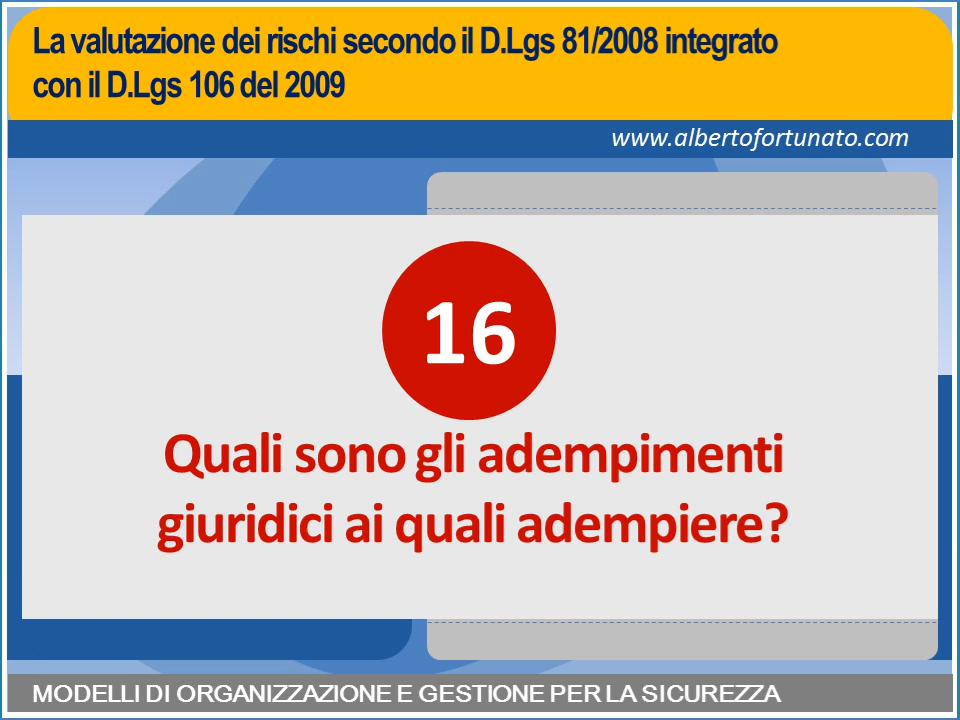 La valutazione dei rischi secondo il D.Lgs 81/2008 integrato
con il D.Lgs 106 del 2009
www.albertofortunato.com
16
Quali sono gli adempimenti
giuridici ai quali adempiere?
MODELLI DI ORGANIZZAZIONE E GESTIONE PER LA SICUREZZA